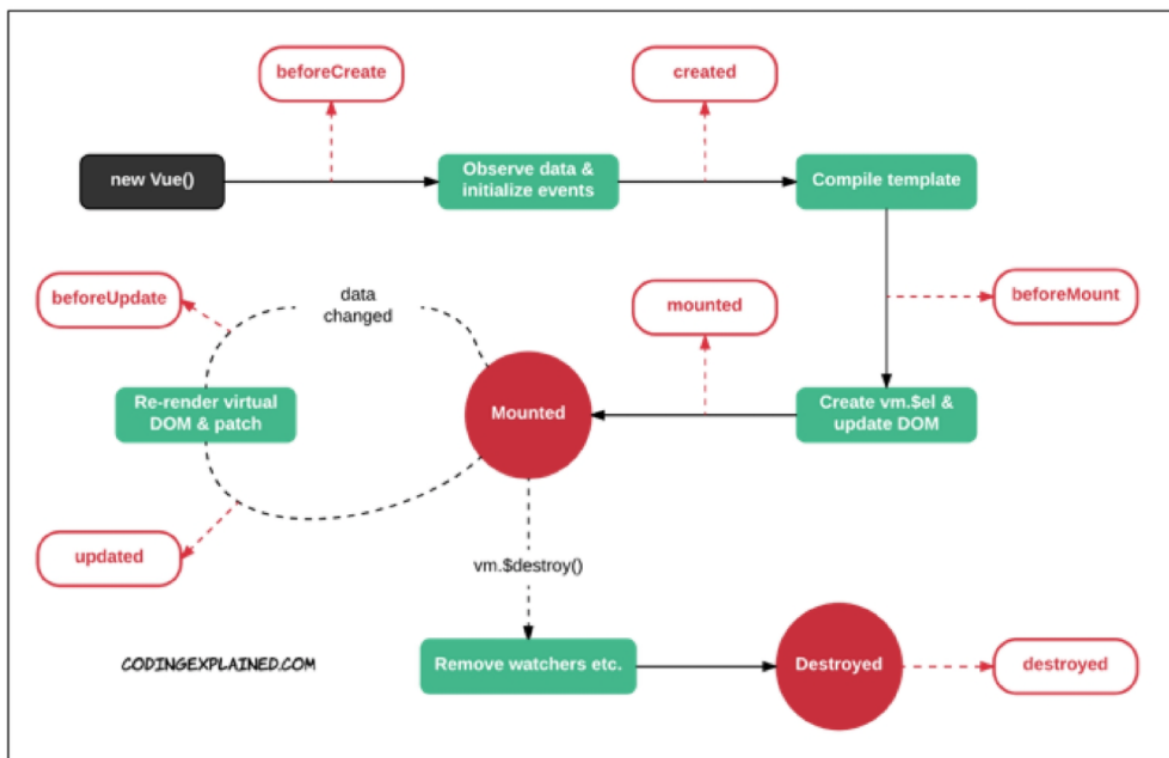 beforeCreate
created
new Vue()
Observe data &
initialize events
Compile template
beforeUpdate
data
changed
mounted
beforeMount
Re-render virtual
DOM & patch
Mounted
Create vm.$el &
update DOM
updated
vm.$destroy()
CODINGEXPLAINED.COM
Remove watchers etc.
Destroyed
destroyed